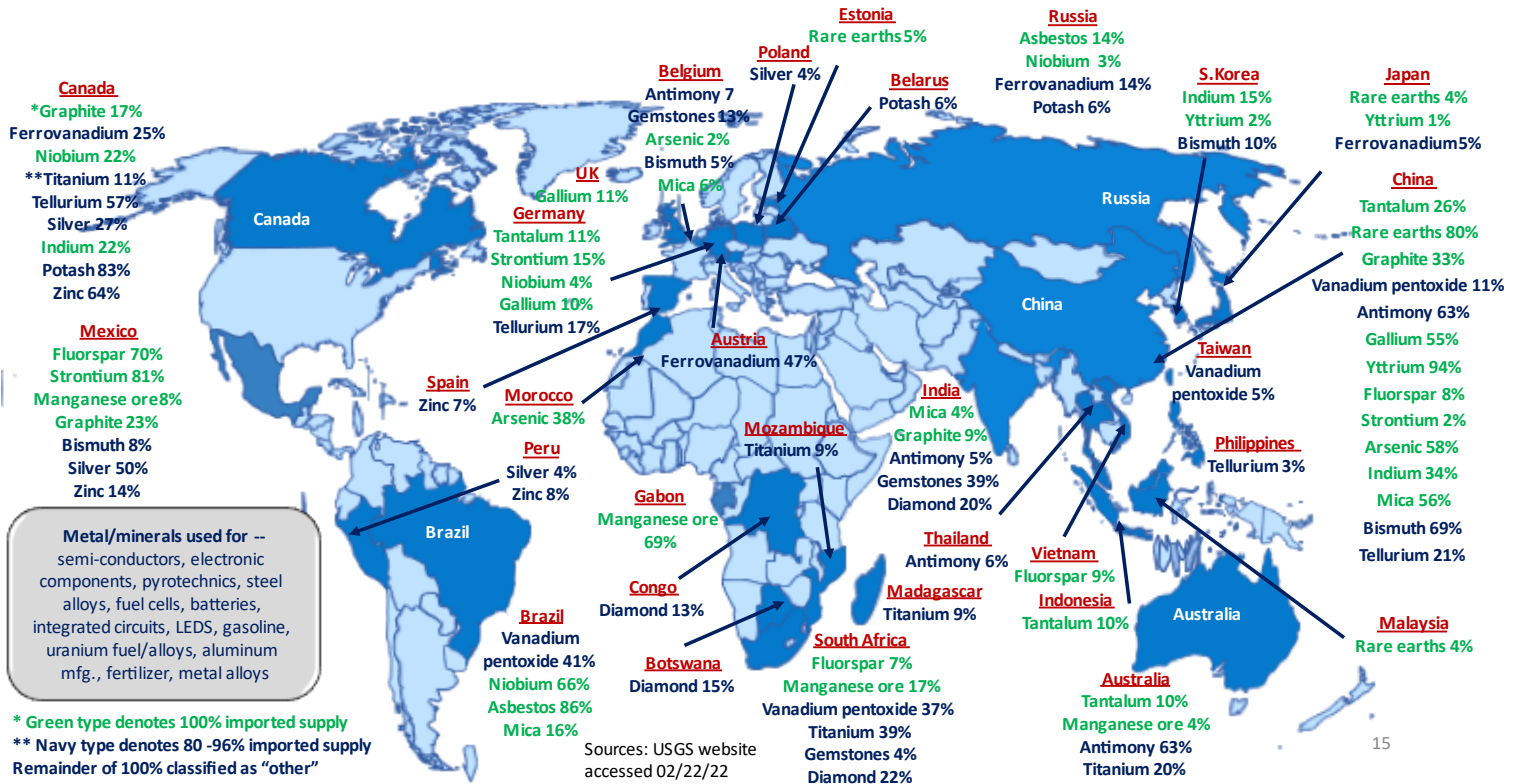 Canada
*Graphite 17%
Ferrovanadium 25%
Niobium 22%
**Titanium 11%
Tellurium 57%
Silver 27%
Indium 22%
Potash 83%
Zinc 64%
Mexico
Fluorspar 70%
Strontium 81%
Manganese ore8%
Graphite 23%
Bismuth 8%
Silver 50%
Zinc 14%
Metal/minerals used for --
semi-conductors, electronic
components, pyrotechnics, steel
alloys, fuel cells, batteries,
integrated circuits, LEDS, gasoline,
uranium fuel/alloys, aluminum
mfg., fertilizer, metal alloys
* Green type denotes 100% imported supply
** Navy type denotes 80 -96% imported supply
Remainder of 100% classified as "other"
Canada
Brazil
Peru
Silver 4%
Zinc 8%
Brazil
Vanadium
pentoxide 41%
Niobium 66%
Asbestos 86%
Mica 16%
Spain
Zinc 7%
Morocco
Arsenic 38%
UK
Gallium 11%
Germany
Tantalum 11%
Strontium 15%
Niobium 4%
Gallium 10%
Tellurium 17%
Belgium
Antimony 7
Gemstones 13%
Arsenic 2%
Bismuth 5%
Mica 6%
Poland
Silver 4%
Estonia
Rare earths5%
Belarus
Potash 6%
Russia
Asbestos 14%
Niobium 3%
Ferrovanadium 14%
Potash 6%
Russia
Austria
Ferrovanadium 47%
Gabon
Manganese ore
69%
Congo
Diamond 13%
Botswana
Diamond 15%
Mozambique
Titanium 9%
Madagascar
Titanium 9%
South Africa
Fluorspar 7%
Manganese ore 17%
Vanadium pentoxide 37%
Titanium 39%
Gemstones 4%
Diamond 22%
Sources: USGS website
accessed 02/22/22
India
Mica 4%
Graphite 9%
Antimony 5%
Gemstones 39%
Diamond 20%
Thailand
Antimony 6%
Vietnam
Fluorspar 9%
Indonesia
Tantalum 10%
S.Korea
Indium 15%
Yttrium 2%
Bismuth 10%
Japan
Rare earths 4%
Yttrium 1%
Ferrovanadium5%
China
China
Tantalum 26%
Rare earths 80%
Graphite 33%
Vanadium pentoxide 11%
Antimony 63%
Gallium 55%
Yttrium 94%
Fluorspar 8%
Strontium 2%
Arsenic 58%
Indium 34%
Mica 56%
Bismuth 69%
Tellurium 21%
Taiwan
Vanadium
pentoxide 5%
Philippines
Tellurium 3%
Malaysia
Rare earths 4%
Australia
Australia
Tantalum 10%
Manganese ore 4%
Antimony 63%
Titanium 20%
15